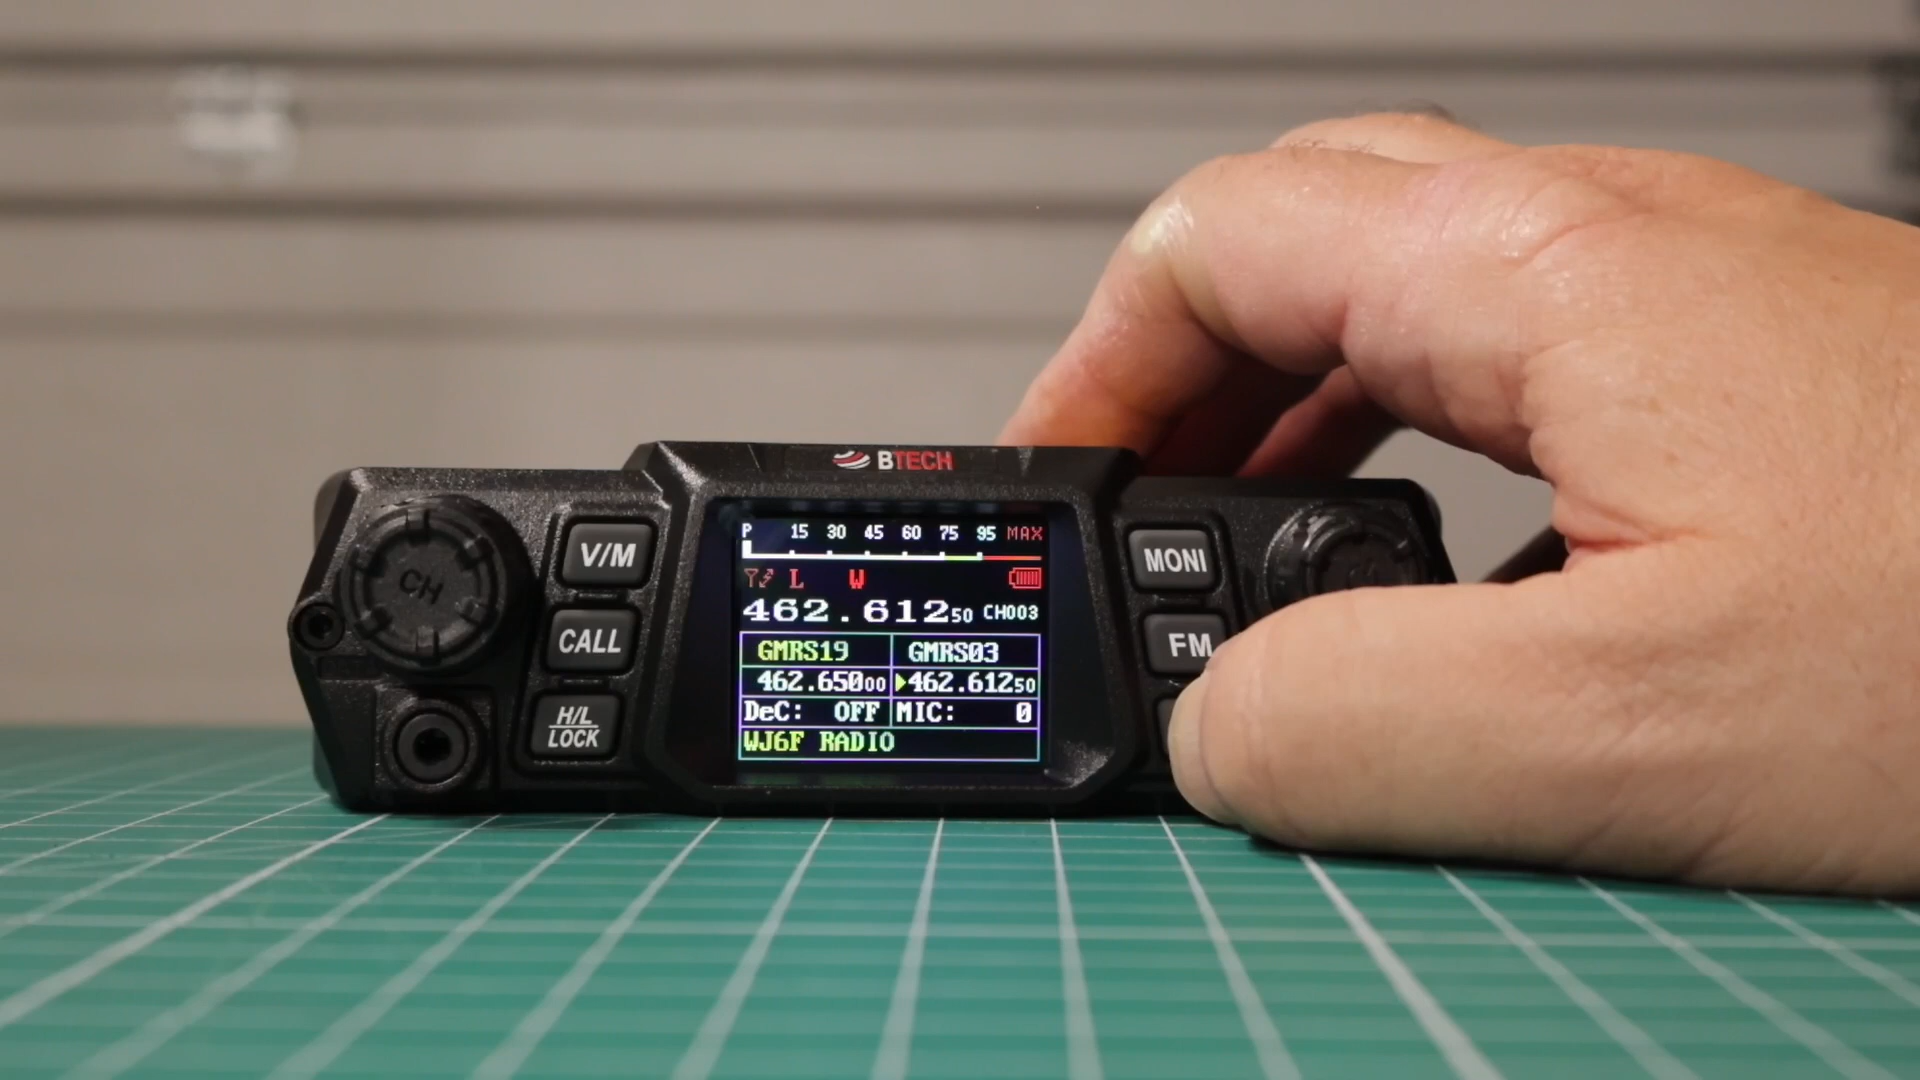 BTECH
CH
V/M
CALL
H/L
LOCK
P 15 30 45 60 75 95 MAX
L W
462.61250 CH003
GMRS19 GMRS03
462.65000 462.61250
DeC: OFF MIC: 0
WJ6F RADIO
MONI
FM